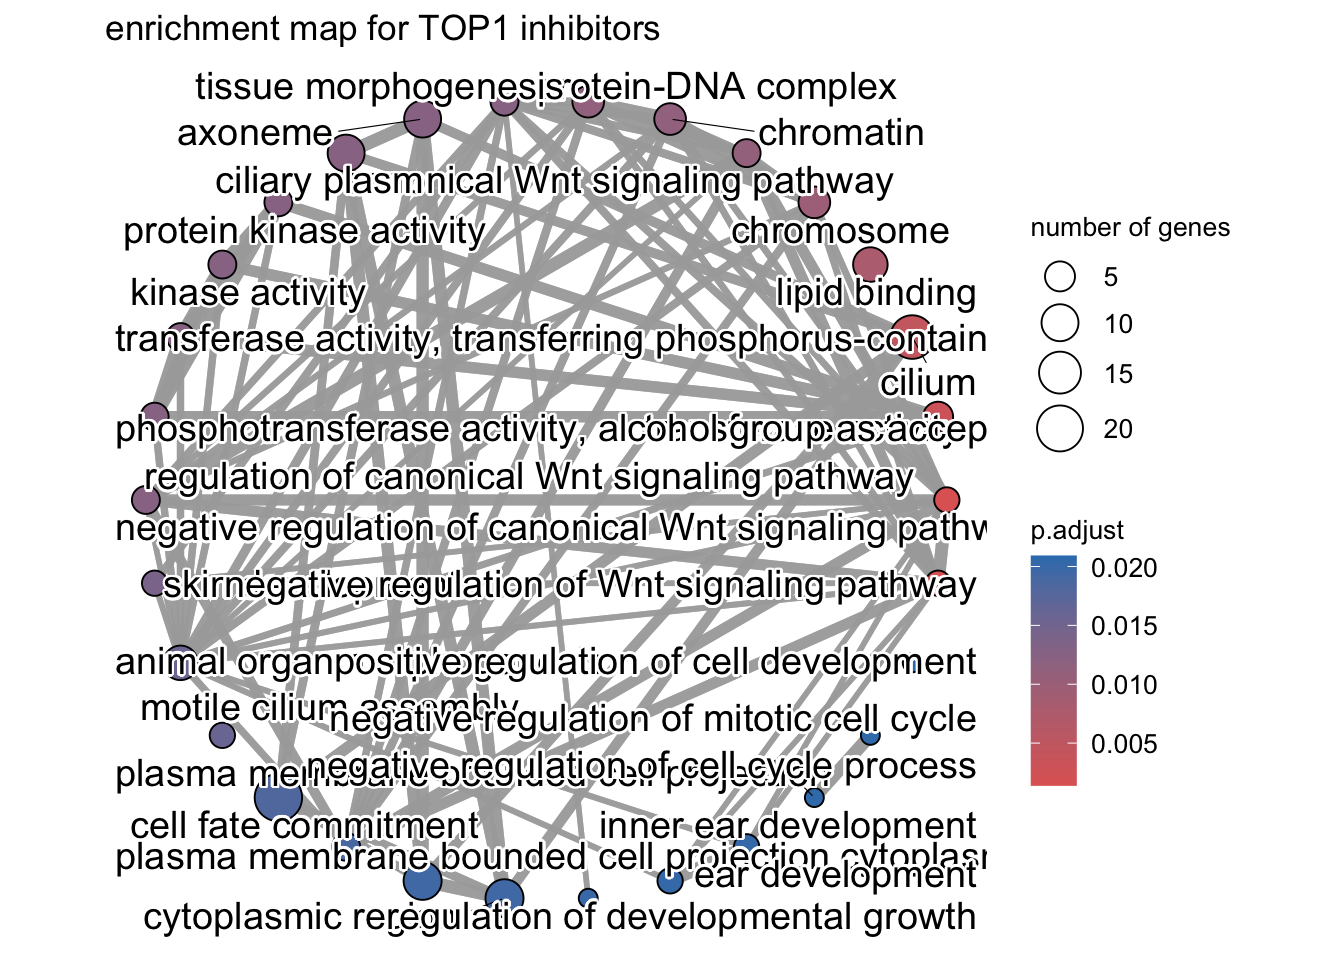 enrichment map for TOP1 inhibitors
tissue morphogenesis rotein-DNA complex
axoneme
chromatin
ciliary plasm nical Wnt signaling pathway
protein kinase activity
chromosome
kinase activity
lipid binding
transferase activity, transferring phosphorus-contain
cilium
phosphotransferase activity, alcohol group as accep
regulation of canonical Wnt signaling pathway
negative regulation of canonical Wnt signaling pathw
negative regulation of Wnt signaling pathway
animal organ
positive regulation of cell development
motile cilium assembly
negative regulation of mitotic cell cycle
plasma membrane bounded cell projection
negative regulation of cell cycle process
cell fate commitment
inner ear development
plasma membrane bounded cell projection cytoplasm
ear development
cytoplasmic re
regulation of developmental growth
number of genes
5
10
15
20
p.adjust
0.020
0.015
0.010
0.005